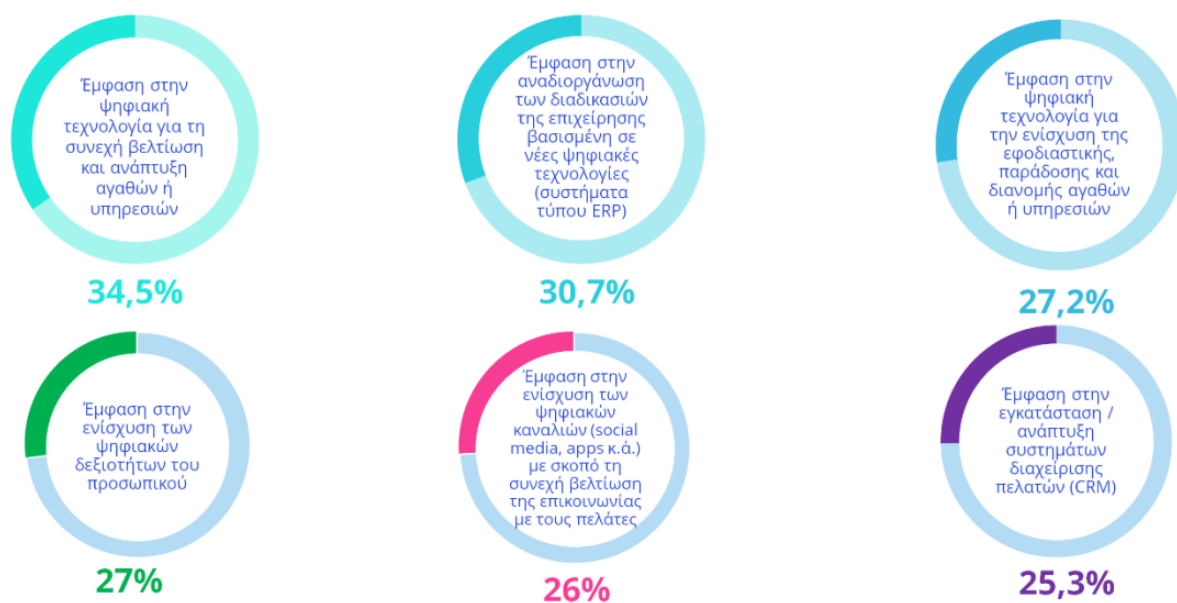 Έμφαση στην
ψηφιακή
τεχνολογία για τη
συνεχή βελτίωση
και ανάπτυξη
αγαθών ή
υπηρεσιών
34,5%
Έμφαση στην
αναδιοργάνωση
των διαδικασιών
της επιχείρησης
βασισμένη σε
νέες ψηφιακές
τεχνολογίες
(συστήματα
τύπου ERP)
30,7%
Έμφαση στην
ψηφιακή
τεχνολογία για
την ενίσχυση της
εφοδιαστικής,
παράδοσης και
διανομής αγαθών
ή υπηρεσιών
27,2%
Έμφαση στην
ενίσχυση των
ψηφιακών
δεξιοτήτων του
προσωπικού
27%
Έμφαση στην
ενίσχυση των
ψηφιακών
καναλιών (social
media, apps κ.ά.)
με σκοπό τη
συνεχή βελτίωση
της επικοινωνίας
με τους πελάτες
26%
Έμφαση στην
εγκατάσταση /
ανάπτυξη
συστημάτων
διαχείρισης
πελατών (CRM)
25,3%